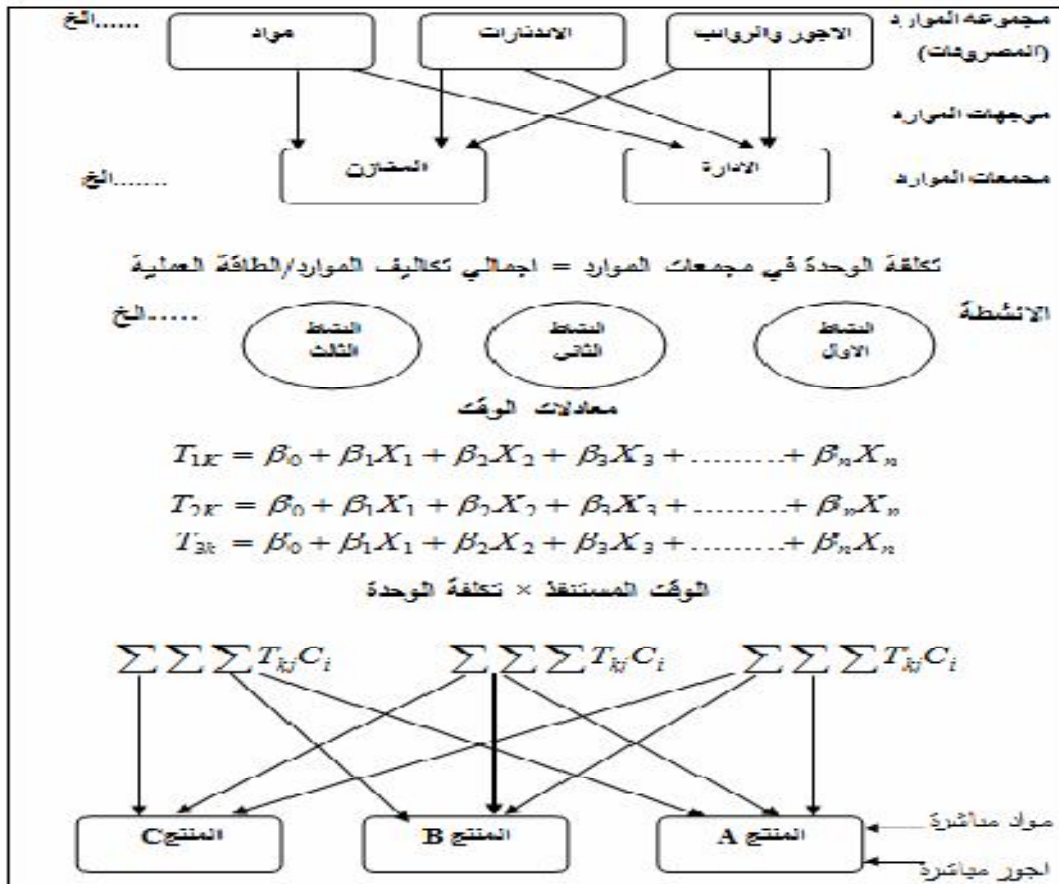 مجموعة الموارد الاجور والرواتب الاندثارات مواد ......الخ
(المصروفات)
موجهات الموارد
مجمعات الموارد الادارة المخازن .......الخ
تكلفة الوحدة في مجمعات الموارد = اجمالي تكاليف الموارد/الطاقة العملية
الانشطة النشاط الاول النشاط الثاني النشاط الثالث ......الخ
معادلات الوقت
T₁K = β₀ + β₁X₁ + β₂X₂ + β₃X₃ + .........+ βₙXₙ
T₂K = β₀ + β₁X₁ + β₂X₂ + β₃X₃ + .........+ βₙXₙ
T₃k = β₀ + β₁X₁ + β₂X₂ + β₃X₃ + .........+ βₙXₙ
الوقت المستنفذ × تكلفة الوحدة
∑∑∑TkjCi ∑∑∑TkjCi ∑∑∑TkjCi
المنتج A المنتج B المنتجC
مواد مباشرة
اجور مباشرة